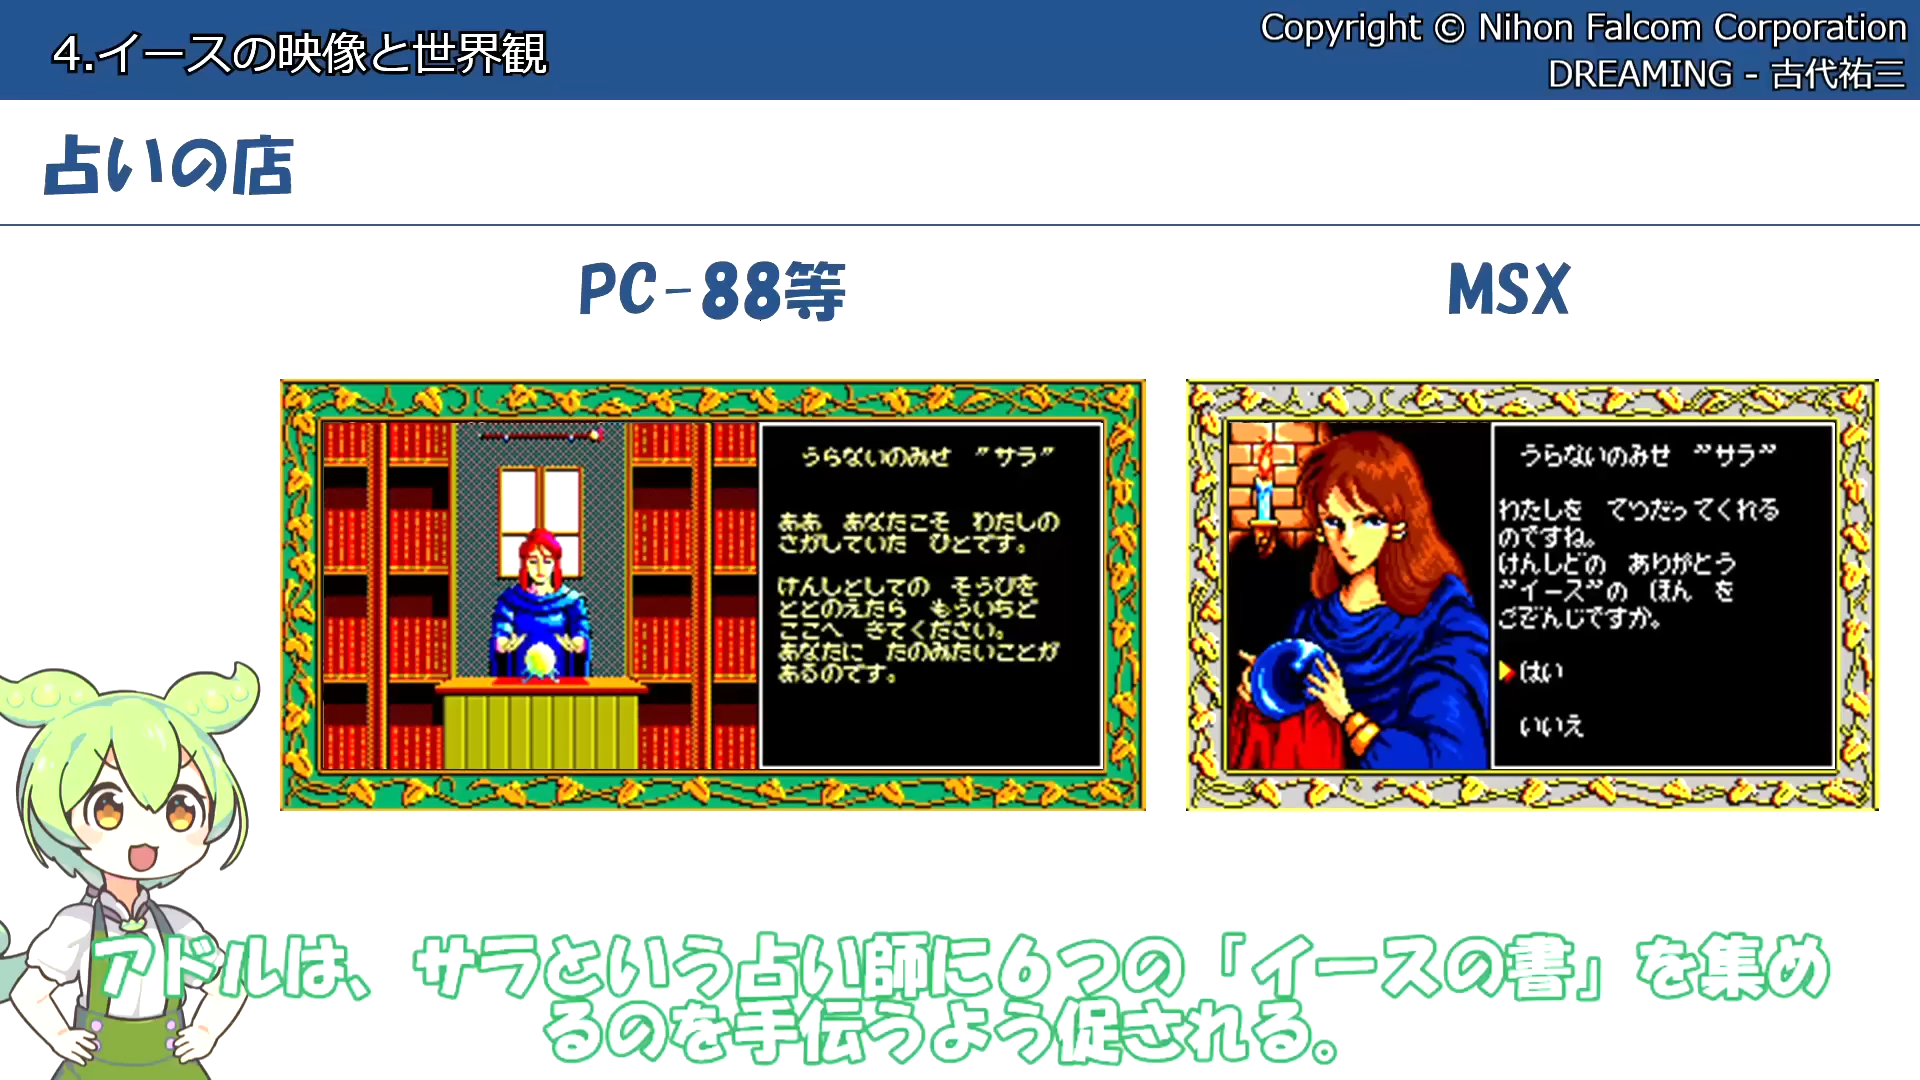 4.イースの映像と世界観
Copyright © Nihon Falcom Corporation
DREAMING - 古代祐三
占いの店
PC-88等
MSX
うらないのみせ "サラ"
ああ あなたこそ わたしの
さがしていた ひとです。
けんしとしての そうびを
ととのえたら もういちど
ここへ きてください。
あなたに たのみたいことが
あるのです。
うらないのみせ "サラ"
わたしを てつだってくれる
のですね。
けんしどの ありがとう
"イース"の ほん を
ごぞんじですか。
はい
いいえ
アドルは、サラという占い師に6つの「イースの書」を集め
るのを手伝うよう促される。